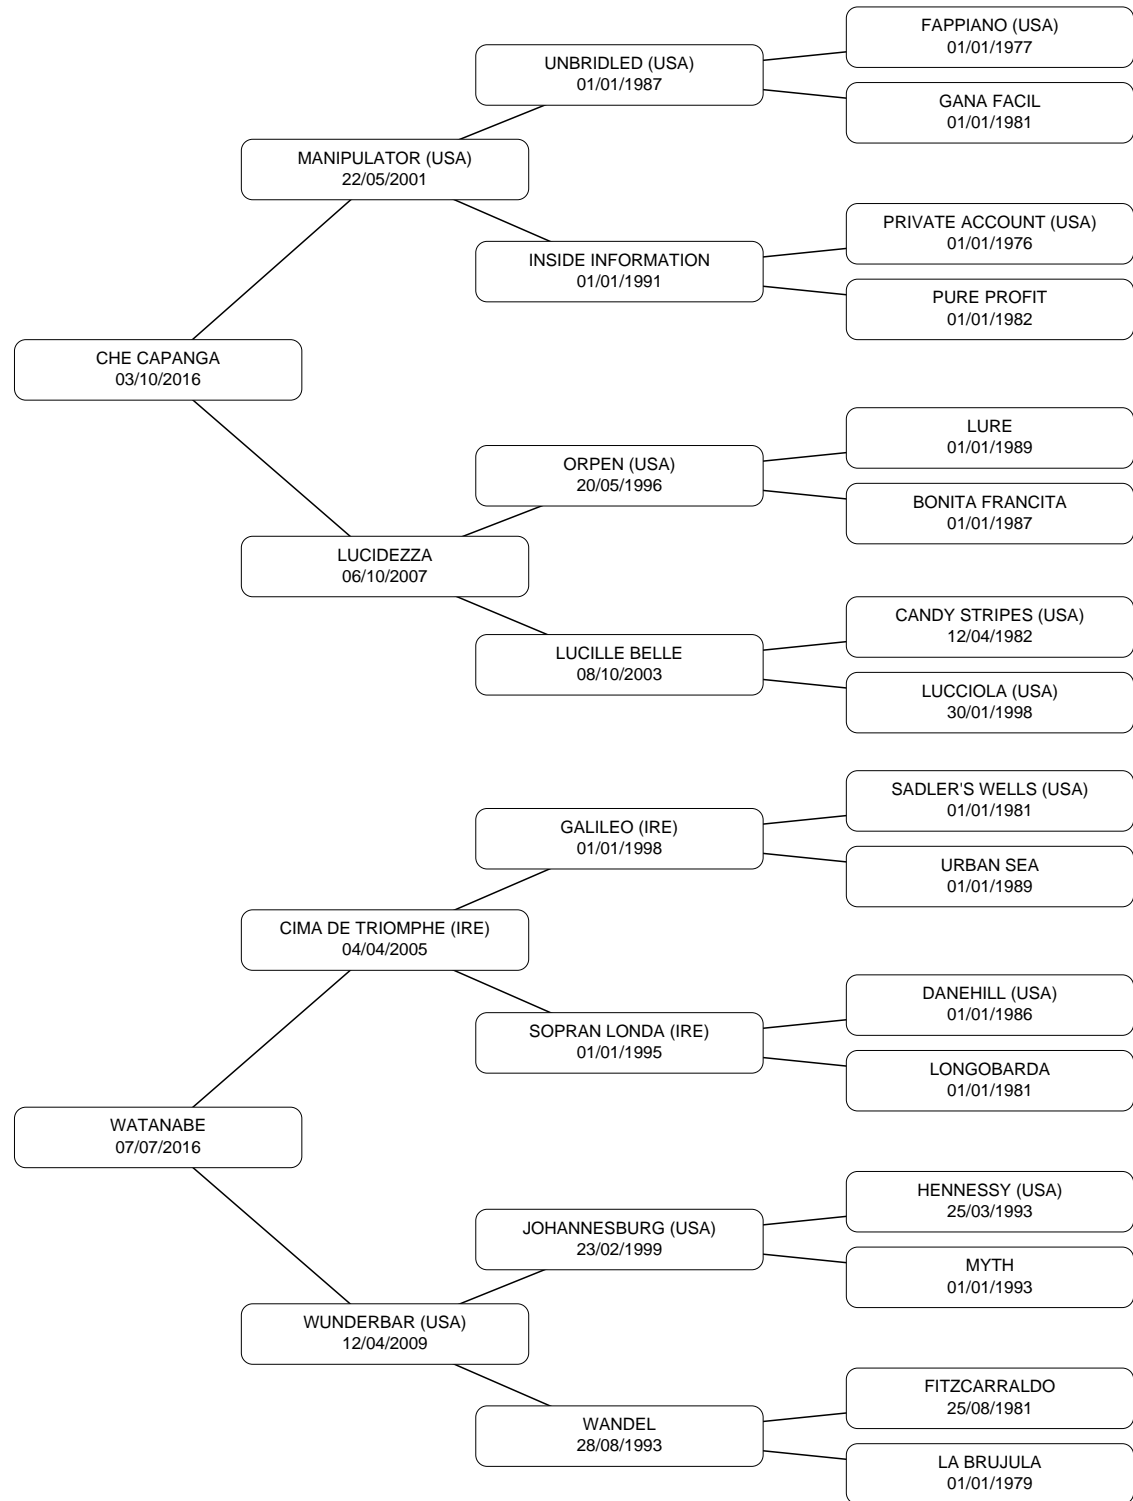 FAPPIANO (USA)
01/01/1977
UNBRIDLED (USA)
01/01/1987
GANA FACIL
01/01/1981
MANIPULATOR (USA)
22/05/2001
PRIVATE ACCOUNT (USA)
01/01/1976
INSIDE INFORMATION
01/01/1991
PURE PROFIT
01/01/1982
CHE CAPANGA
03/10/2016
LURE
01/01/1989
ORPEN (USA)
20/05/1996
BONITA FRANCITA
01/01/1987
LUCIDEZZA
06/10/2007
CANDY STRIPES (USA)
12/04/1982
LUCILLE BELLE
08/10/2003
LUCCIOLA (USA)
30/01/1998
SADLER'S WELLS (USA)
01/01/1981
GALILEO (IRE)
01/01/1998
URBAN SEA
01/01/1989
CIMA DE TRIOMPHE (IRE)
04/04/2005
DANEHILL (USA)
01/01/1986
SOPRAN LONDA (IRE)
01/01/1995
LONGOBARDA
01/01/1981
WATANABE
07/07/2016
HENNESSY (USA)
25/03/1993
JOHANNESBURG (USA)
23/02/1999
MYTH
01/01/1993
WUNDERBAR (USA)
12/04/2009
FITZCARRALDO
25/08/1981
WANDEL
28/08/1993
LA BRUJULA
01/01/1979